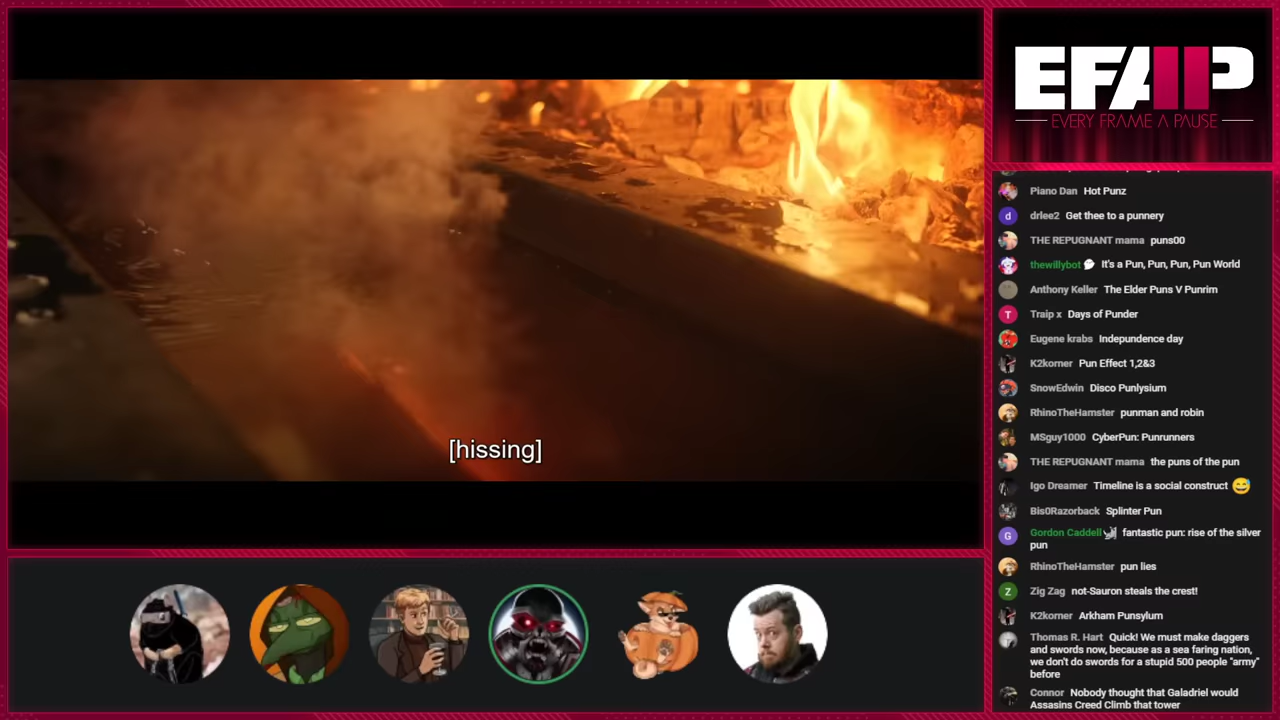 [hissing]
EFAP
EVERY FRAME A PAUSE
Piano Dan Hot Punz
drlee2 Get thee to a punnery
THE REPUGNANT mama puns00
thewillybot It's a Pun, Pun, Pun, Pun World
Anthony Keller The Elder Puns V Punrim
T
Traip x Days of Punder
Eugene krabs Indepundence day
K2korner Pun Effect 1,2&3
SnowEdwin Disco Punlysium
RhinoTheHamster punman and robin
MSguy1000 CyberPun: Punrunners
THE REPUGNANT mama the puns of the pun
Igo Dreamer Timeline is a social construct 😅
Bis0Razorback Splinter Pun
G
Gordon Caddell fantastic pun: rise of the silver
pun
RhinoTheHamster pun lies
Z
Zig Zag not-Sauron steals the crest!
K2korner Arkham Punsylum
Thomas R. Hart Quick! We must make daggers
and swords now, because as a sea faring nation,
we don't do swords for a stupid 500 people "army"
before
Connor Nobody thought that Galadriel would
Assasins Creed Climb that tower